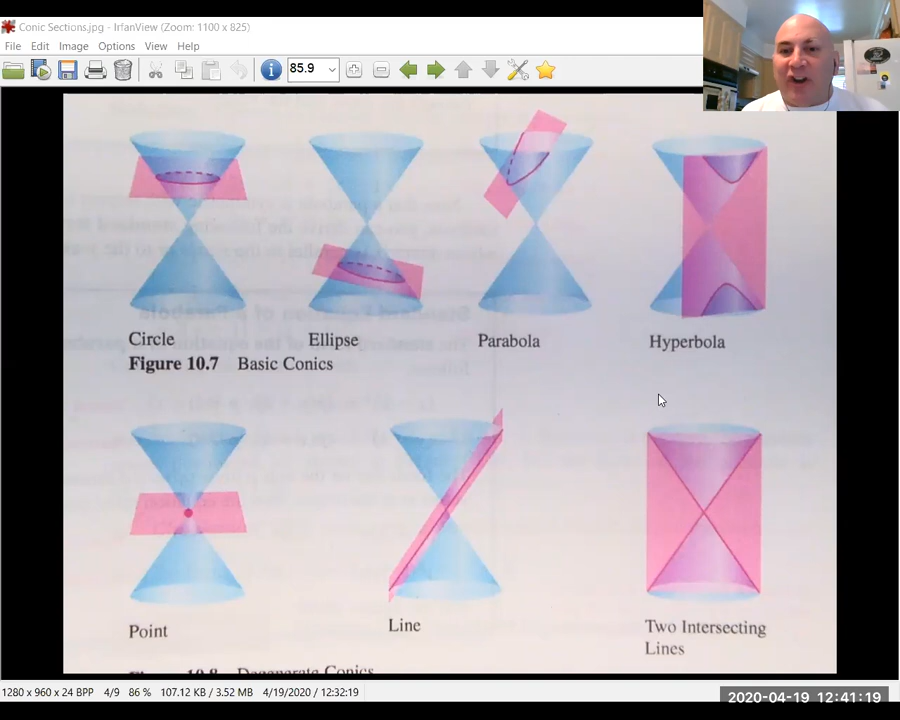 Conic Sections.jpg - IrfanView (Zoom: 1100 x 825)
File Edit Image Options View Help
85.9
Circle Ellipse Parabola Hyperbola
Figure 10.7 Basic Conics
Point Line Two Intersecting
Lines
Degenerate Conics
1280 x 960 x 24 BPP 4/9 86 % 107.12 KB / 3.52 MB 4/19/2020 / 12:32:19
2020-04-19 12:41:19